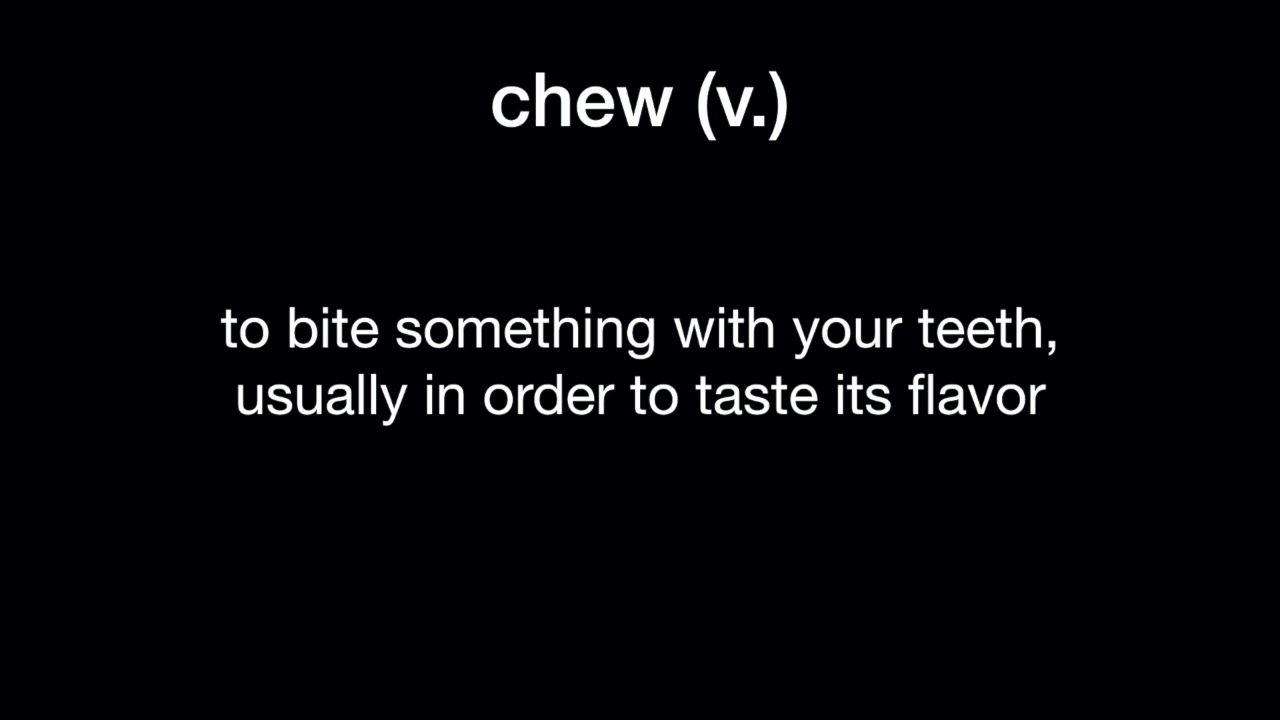 chew (v.)
to bite something with your teeth,
usually in order to taste its flavor